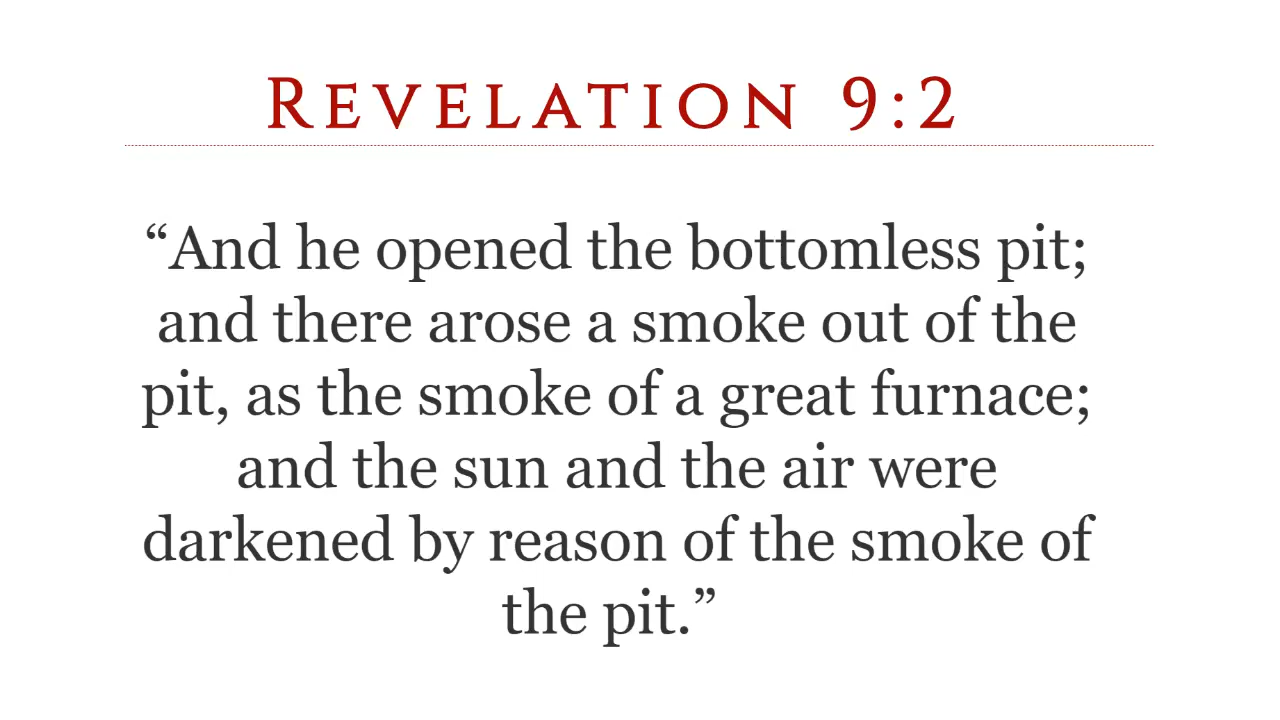 Revelation 9:2
“And he opened the bottomless pit;
and there arose a smoke out of the
pit, as the smoke of a great furnace;
and the sun and the air were
darkened by reason of the smoke of
the pit.”